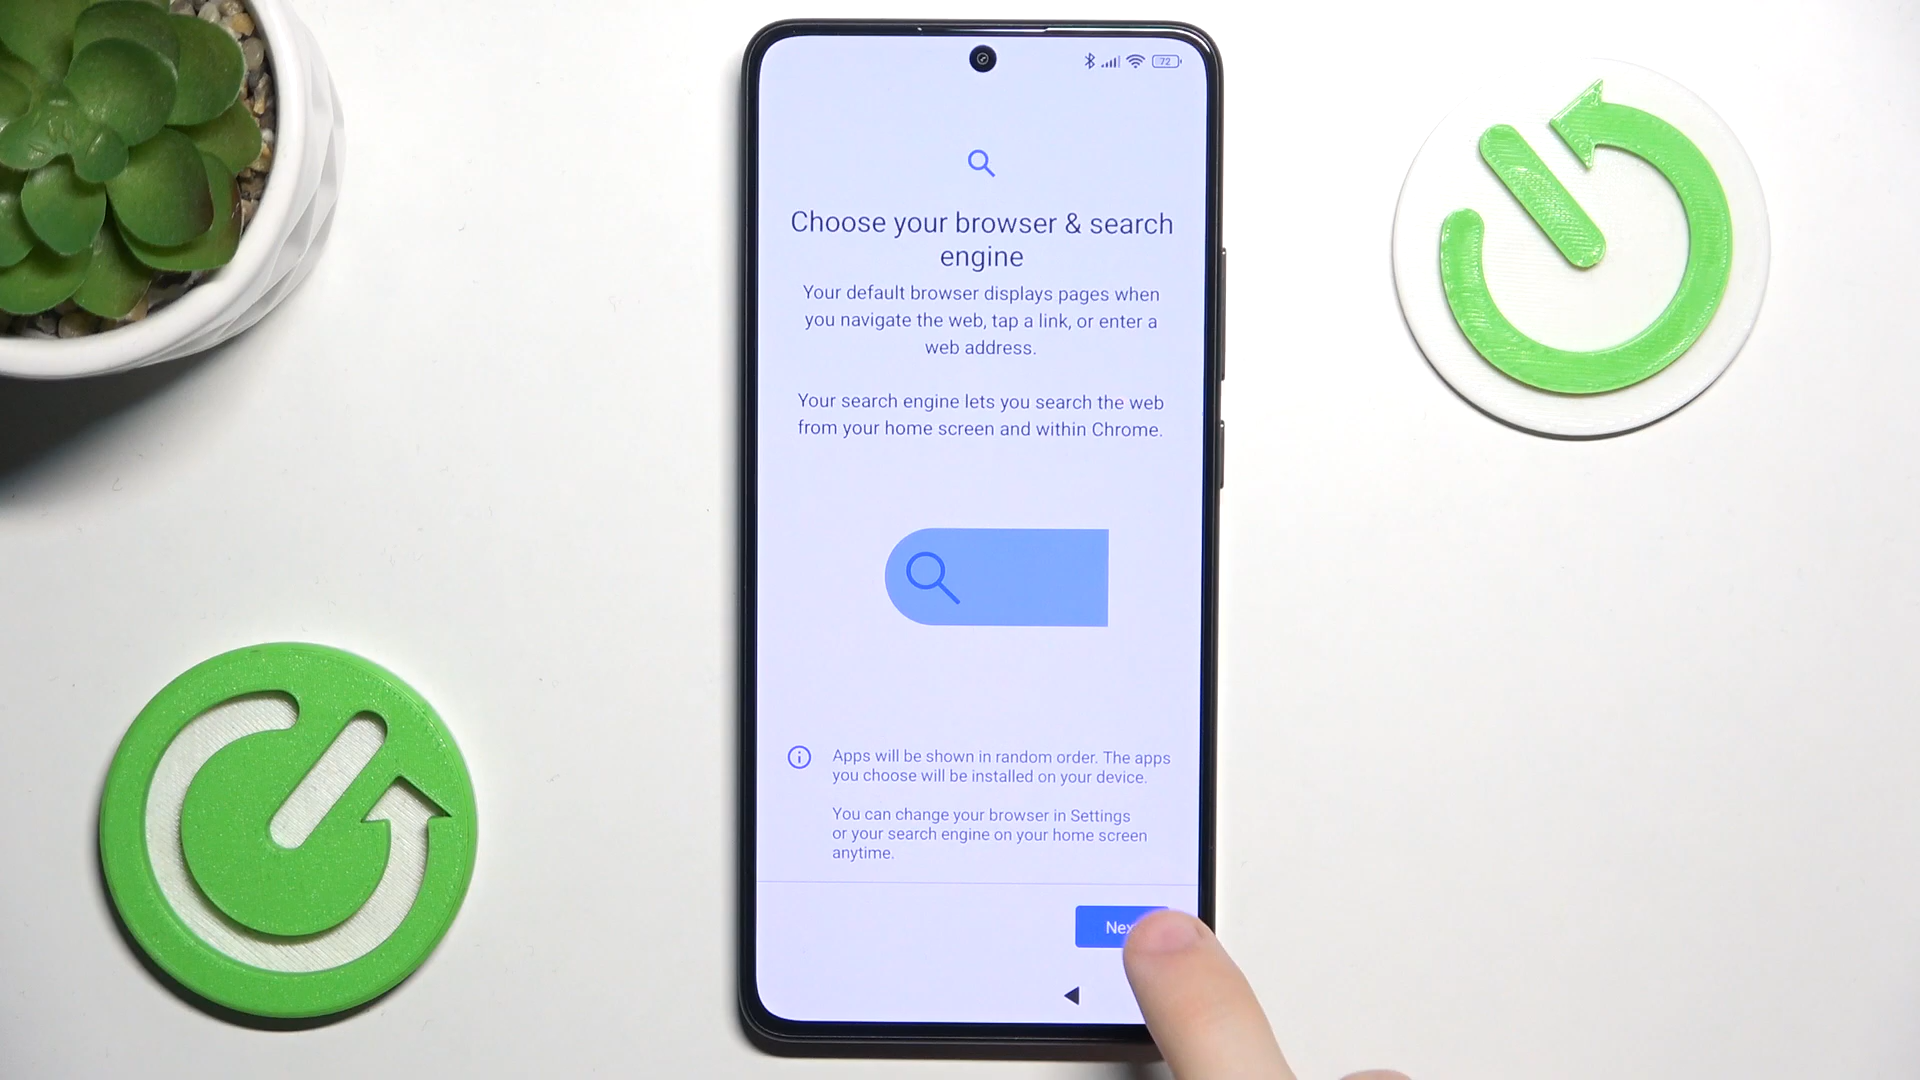 72
Choose your browser & search
engine
Your default browser displays pages when
you navigate the web, tap a link, or enter a
web address.
Your search engine lets you search the web
from your home screen and within Chrome.
Apps will be shown in random order. The apps
you choose will be installed on your device.
You can change your browser in Settings
or your search engine on your home screen
anytime.